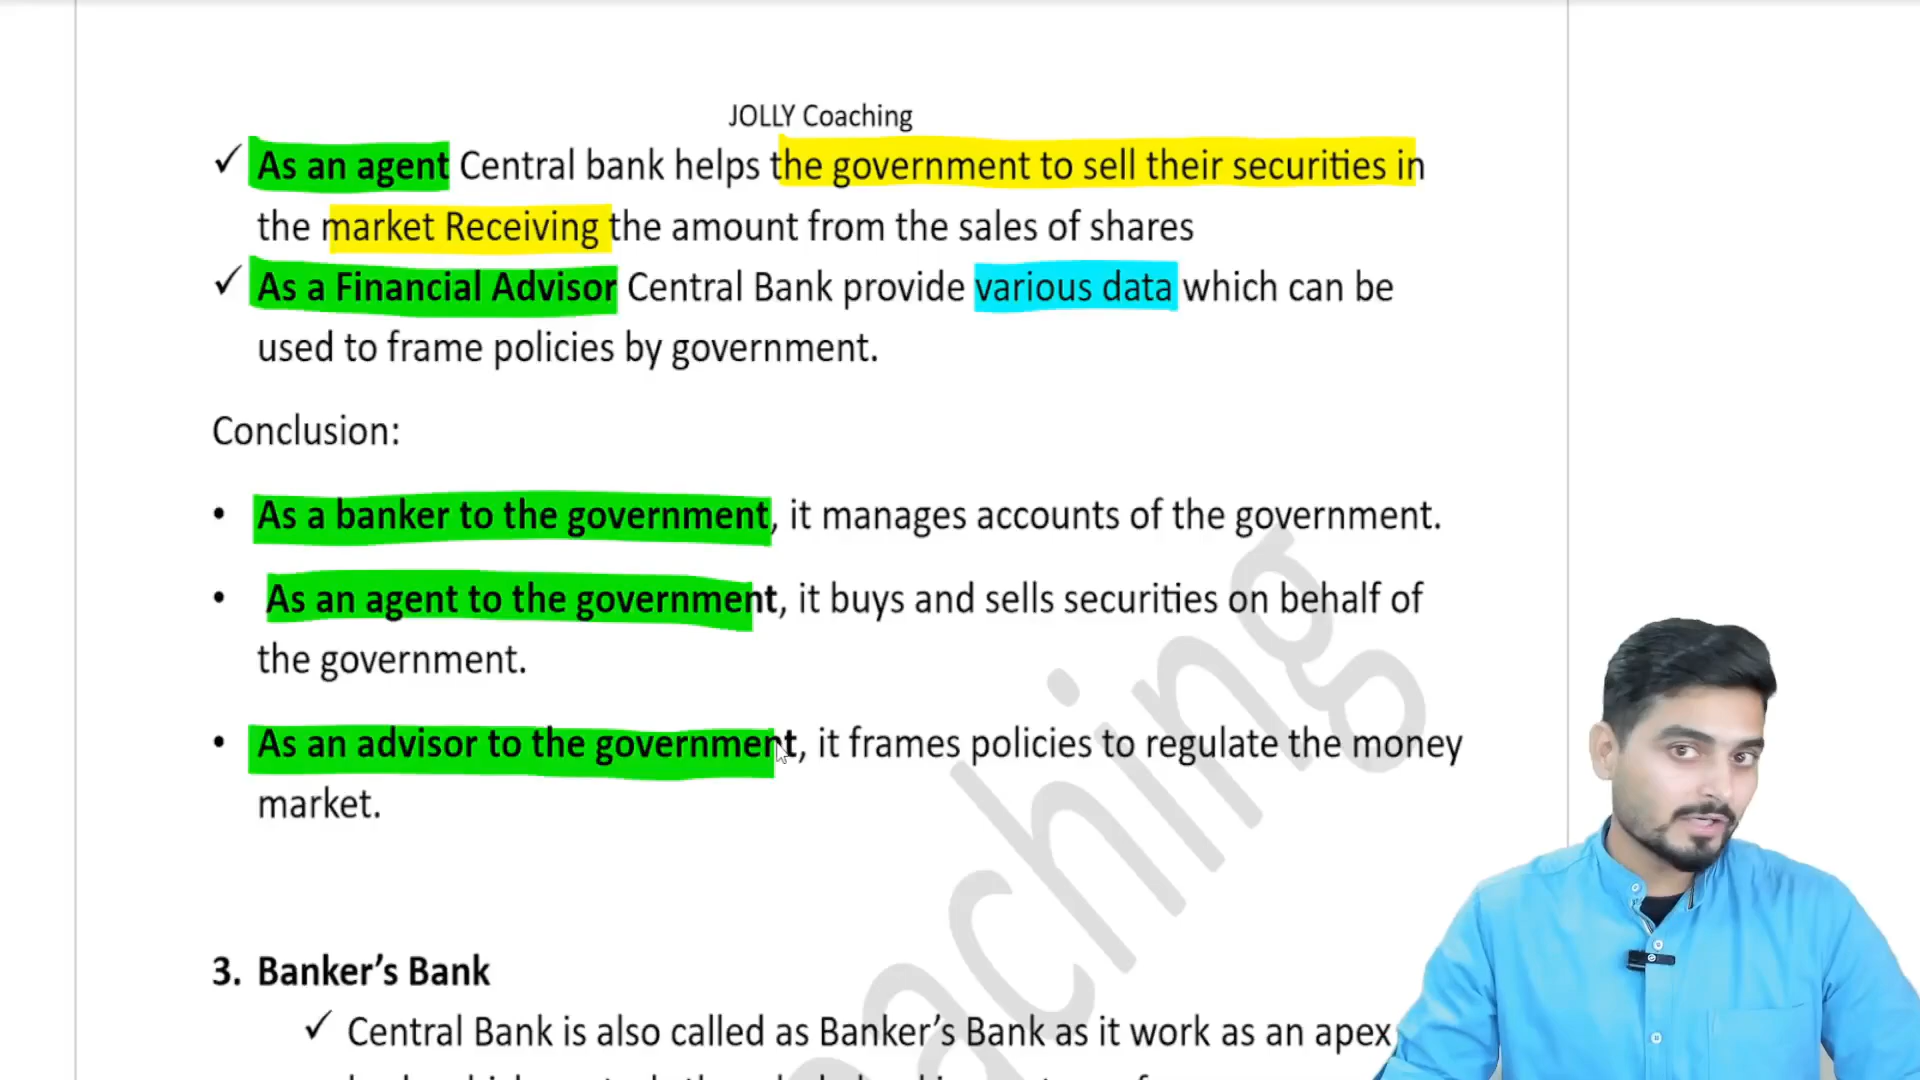 JOLLY Coaching
✓ As an agent Central bank helps the government to sell their securities in
the market Receiving the amount from the sales of shares
✓ As a Financial Advisor Central Bank provide various data which can be
used to frame policies by government.
Conclusion:
• As a banker to the government, it manages accounts of the government.
• As an agent to the government, it buys and sells securities on behalf of
the government.
• As an advisor to the government, it frames policies to regulate the money
market.
3. Banker's Bank
✓ Central Bank is also called as Banker's Bank as it work as an apex